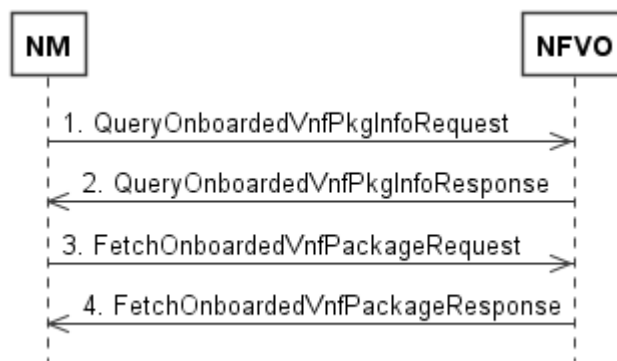 NM
NFVO
1. QueryOnboardedVnfPkgInfoRequest
2. QueryOnboardedVnfPkgInfoResponse
3. FetchOnboardedVnfPackageRequest
4. FetchOnboardedVnfPackageResponse